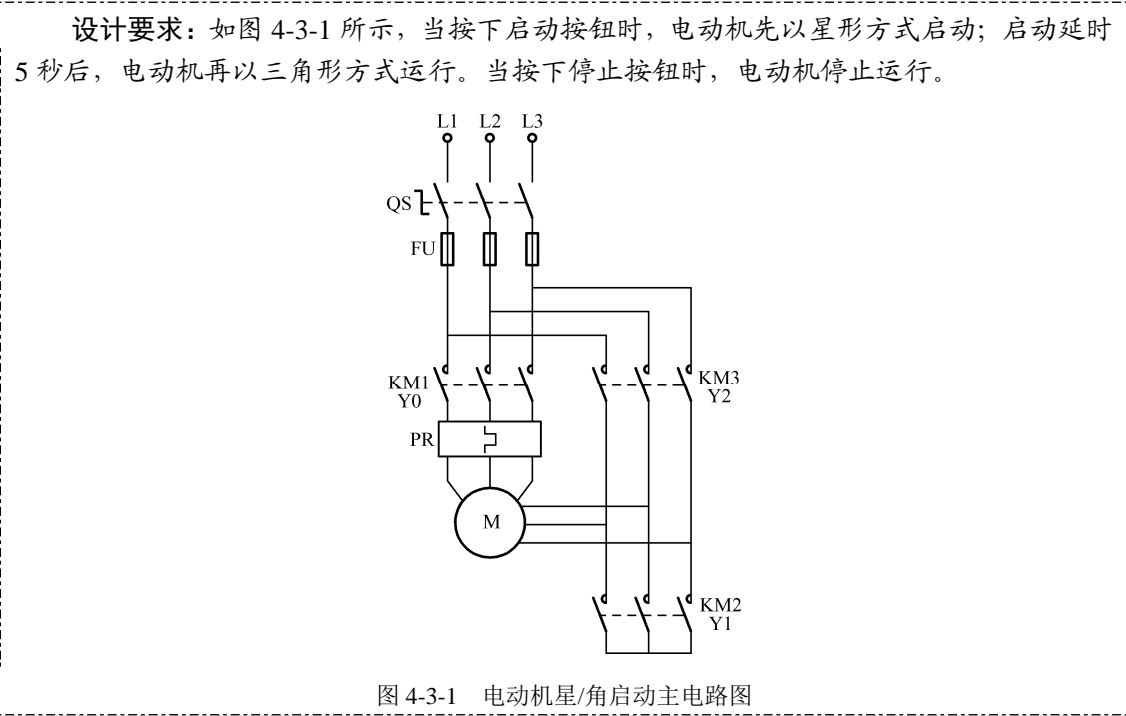 设计要求：如图 4-3-1 所示，当按下启动按钮时，电动机先以星形方式启动；启动延时
5 秒后，电动机再以三角形方式运行。当按下停止按钮时，电动机停止运行。
L1 L2 L3
QS
FU
KM1
Y0
KM3
Y2
PR
M
KM2
Y1
图 4-3-1 电动机星/角启动主电路图